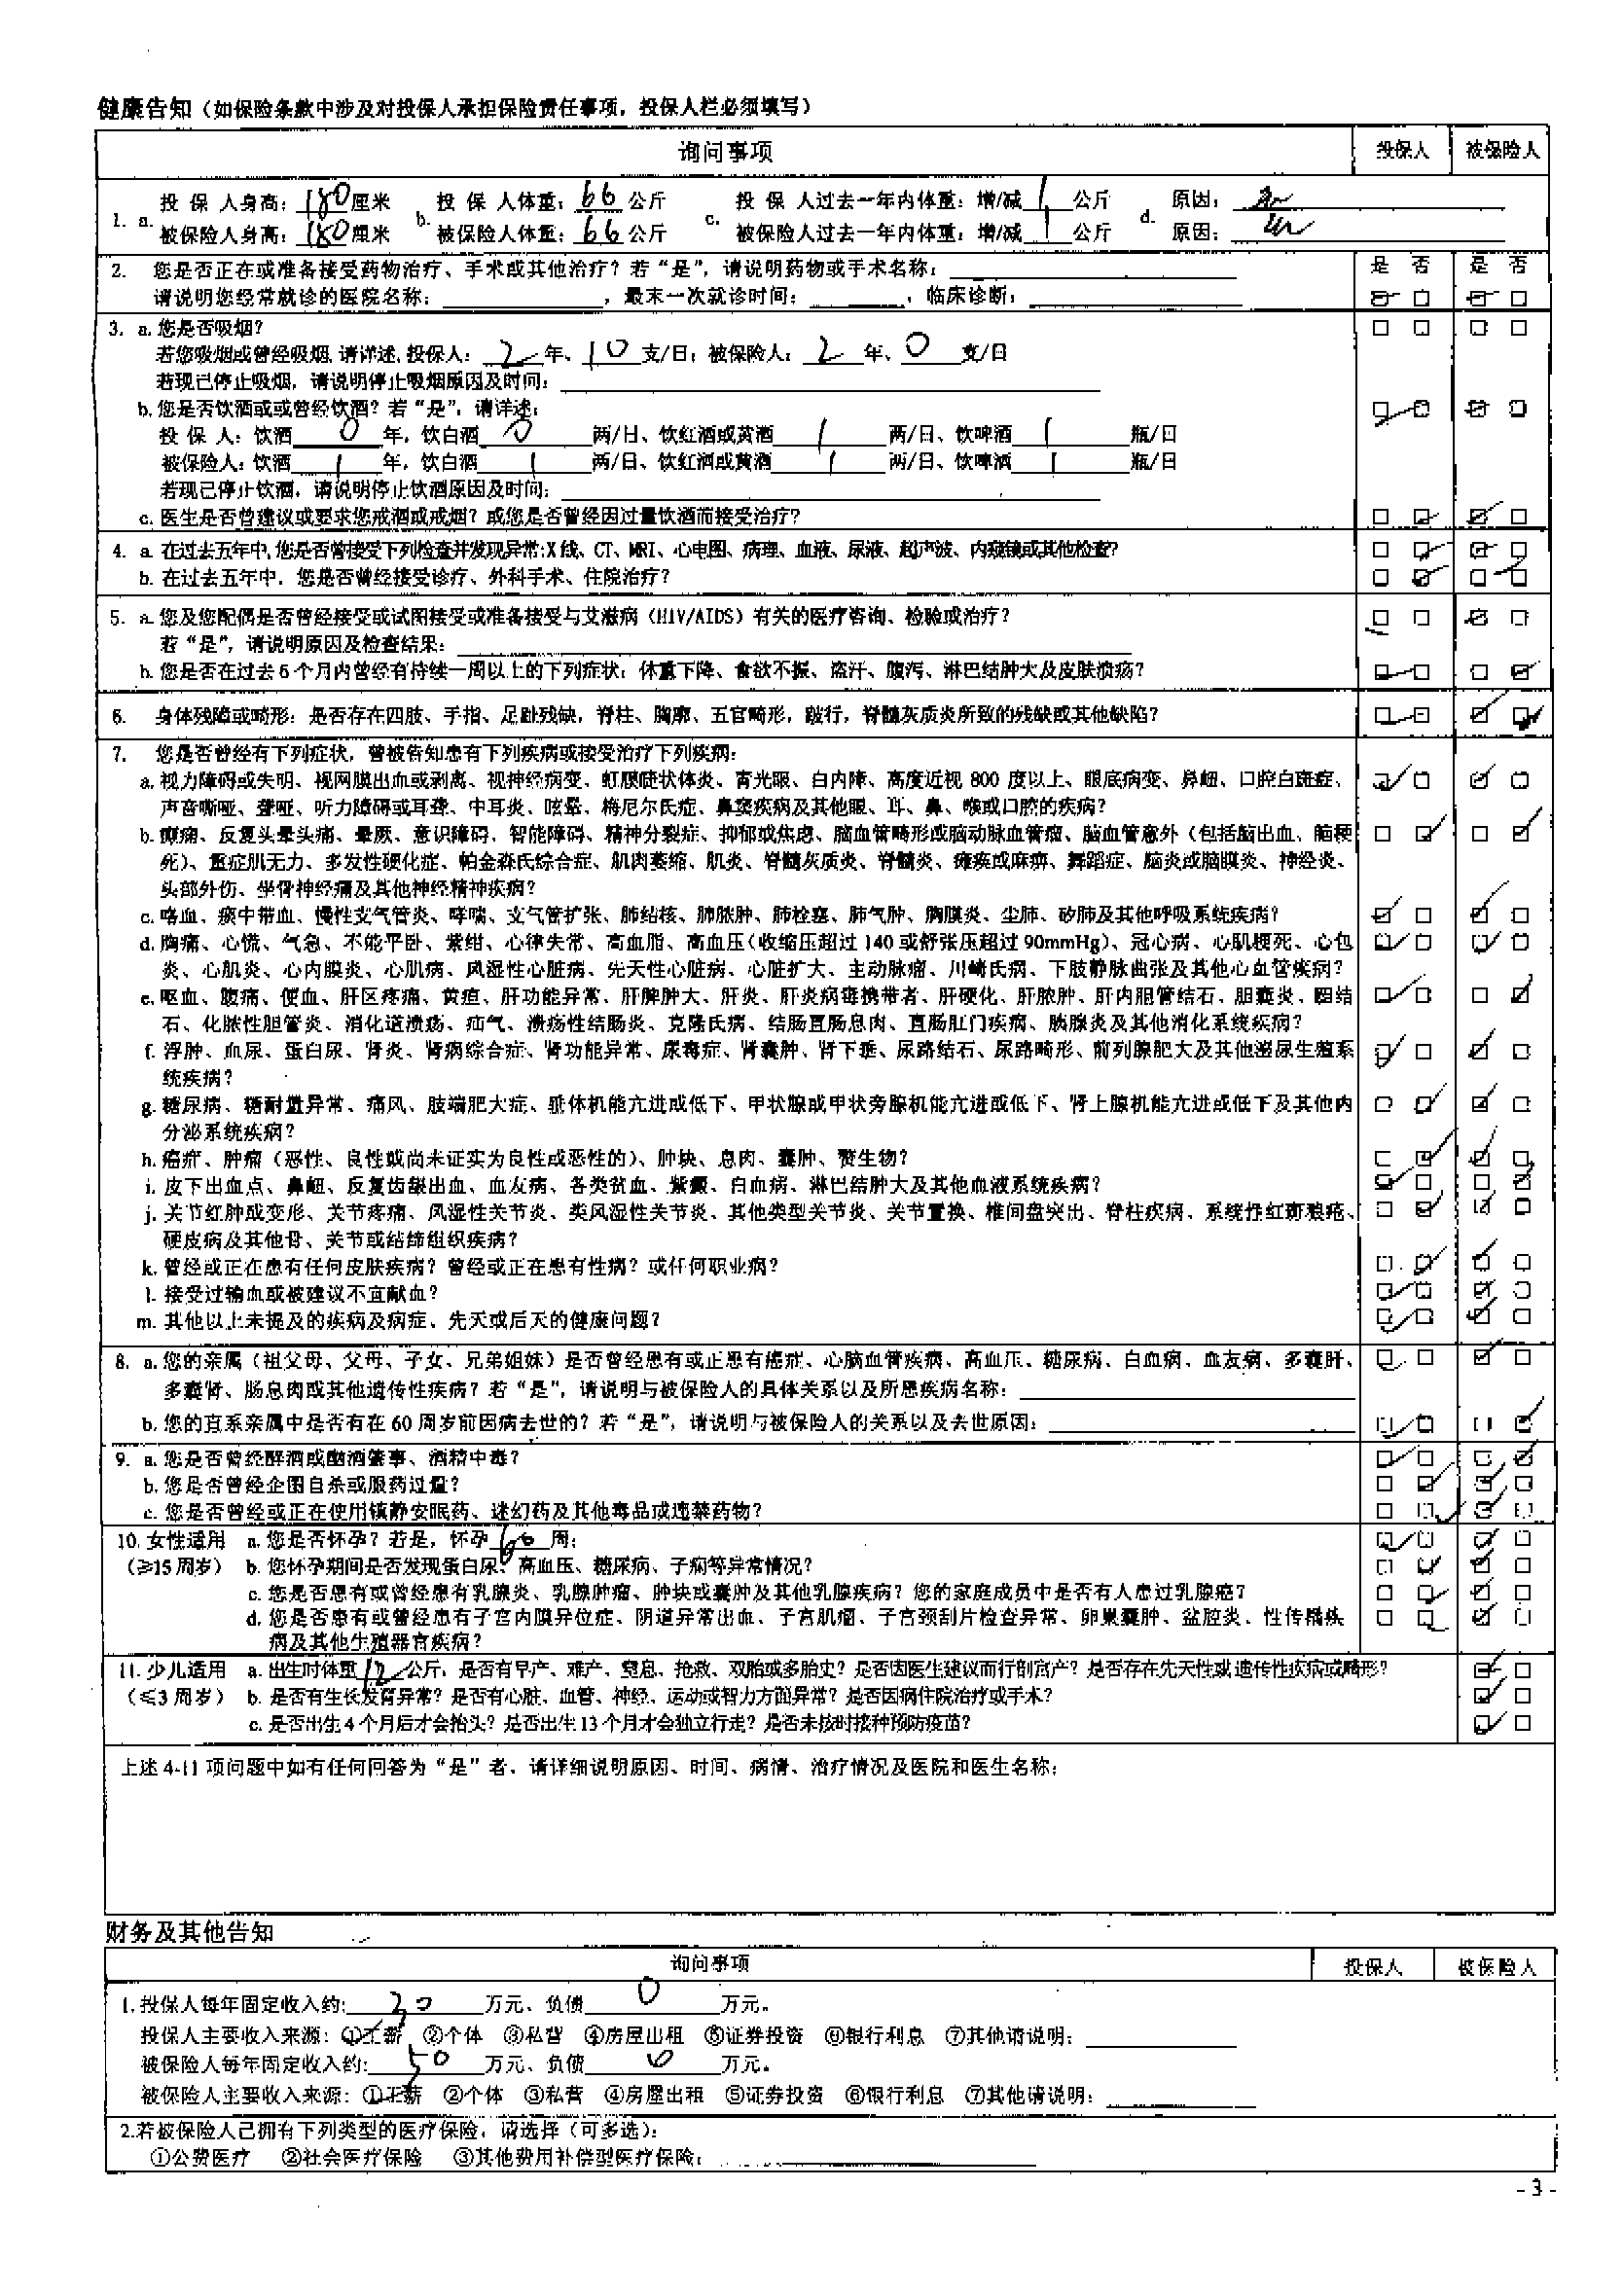 健康告知（如保险条款中涉及对投保人承担保险责任事项，投保人栏必须填写）
询问事项 投保人 被保险人
1. a. 投 保 人身高：180厘米 b. 投 保 人体重：66公斤 c. 投 保 人过去一年内体重：增/减1公斤 d. 原因：
被保险人身高：180厘米 被保险人体重：66公斤 被保险人过去一年内体重：增/减1公斤 原因：
2. 您是否正在或准备接受药物治疗、手术或其他治疗？若“是”，请说明药物或手术名称： 是 否 是 否
请说明您经常就诊的医院名称： ，最末一次就诊时间： ，临床诊断：
3. a. 您是否吸烟？
若您吸烟或曾经吸烟，请详述，投保人：2年、10支/日；被保险人：2年、0支/日
若现已停止吸烟，请说明停止吸烟原因及时间：
b. 您是否饮酒或或曾经饮酒？若“是”，请详述：
投 保 人：饮酒0年，饮白酒0两/日、饮红酒或黄酒1两/日、饮啤酒1瓶/日
被保险人：饮酒1年，饮白酒1两/日、饮红酒或黄酒1两/日、饮啤酒1瓶/日
若现已停止饮酒，请说明停止饮酒原因及时间：
c. 医生是否曾建议或要求您戒酒或戒烟？或您是否曾经因过量饮酒而接受治疗？
4. a. 在过去五年中，您是否曾接受下列检查并发现异常：X线、CT、MRI、心电图、病理、血液、尿液、超声波、内窥镜或其他检查？
b. 在过去五年中，您是否曾经接受诊疗、外科手术、住院治疗？
5. a. 您及您配偶是否曾经接受或试图接受或准备接受与艾滋病（HIV/AIDS）有关的医疗咨询、检验或治疗？
若“是”，请说明原因及检查结果：
b. 您是否在过去6个月内曾经有持续一周以上的下列症状：体重下降、食欲不振、盗汗、腹泻、淋巴结肿大及皮肤溃疡？
6. 身体残障或畸形：是否存在四肢、手指、足趾残缺，脊柱、胸廓、五官畸形，跛行，脊髓灰质炎所致的残缺或其他缺陷？
7. 您是否曾经有下列症状，曾被告知患有下列疾病或接受治疗下列疾病：
a. 视力障碍或失明、视网膜出血或剥离、视神经病变、虹膜睫状体炎、青光眼、白内障、高度近视 800 度以上、眼底病变、鼻衄、口腔白斑症、
声音嘶哑、聋哑、听力障碍或耳聋、中耳炎、眩晕、梅尼尔氏症、鼻窦疾病及其他眼、耳、鼻、喉或口腔的疾病？
b. 癫痫、反复头晕头痛、晕厥、意识障碍、智能障碍、精神分裂症、抑郁或焦虑、脑血管畸形或脑动脉血管瘤、脑血管意外（包括脑出血、脑梗
死）、重症肌无力、多发性硬化症、帕金森氏综合症、肌肉萎缩、肌炎、脊髓灰质炎、脊髓炎、瘫痪或麻痹、舞蹈症、脑炎或脑膜炎、神经炎、
头部外伤、坐骨神经痛及其他神经精神疾病？
c. 咯血、痰中带血、慢性支气管炎、哮喘、支气管扩张、肺结核、肺脓肿、肺栓塞、肺气肿、胸膜炎、尘肺、矽肺及其他呼吸系统疾病？
d. 胸痛、心慌、气急、不能平卧、紫绀、心律失常、高血脂、高血压（收缩压超过 140 或舒张压超过 90mmHg）、冠心病、心肌梗死、心包
炎、心肌炎、心内膜炎、心肌病、风湿性心脏病、先天性心脏病、心脏扩大、主动脉瘤、川崎氏病、下肢静脉曲张及其他心血管疾病？
e. 呕血、腹痛、便血、肝区疼痛、黄疸、肝功能异常、肝脾肿大、肝炎、肝炎病毒携带者、肝硬化、肝脓肿、肝内胆管结石、胆囊炎、胆结
石、化脓性胆管炎、消化道溃疡、疝气、溃疡性结肠炎、克隆氏病、结肠直肠息肉、直肠肛门疾病、胰腺炎及其他消化系统疾病？
f. 浮肿、血尿、蛋白尿、肾炎、肾病综合症、肾功能异常、尿毒症、肾囊肿、肾下垂、尿路结石、尿路畸形、前列腺肥大及其他泌尿生殖系
统疾病？
g. 糖尿病、糖耐量异常、痛风、肢端肥大症、垂体机能亢进或低下、甲状腺或甲状旁腺机能亢进或低下、肾上腺机能亢进或低下及其他内
分泌系统疾病？
h. 癌症、肿瘤（恶性、良性或尚未证实为良性或恶性的）、肿块、息肉、囊肿、赘生物？
i. 皮下出血点、鼻衄、反复齿龈出血、血友病、各类贫血、紫癜、白血病、淋巴结肿大及其他血液系统疾病？
j. 关节红肿或变形、关节疼痛、风湿性关节炎、类风湿性关节炎、其他类型关节炎、关节置换、椎间盘突出、脊柱疾病、系统性红斑狼疮、
硬皮病及其他骨、关节或结缔组织疾病？
k. 曾经或正在患有任何皮肤疾病？曾经或正在患有性病？或任何职业病？
l. 接受过输血或被建议不宜献血？
m. 其他以上未提及的疾病及病症、先天或后天的健康问题？
8. a. 您的亲属（祖父母、父母、子女、兄弟姐妹）是否曾经患有或正患有癌症、心脑血管疾病、高血压、糖尿病、白血病、血友病、多囊肝、
多囊肾、肠息肉或其他遗传性疾病？若“是”，请说明与被保险人的具体关系以及所患疾病名称：
b. 您的直系亲属中是否有在 60 周岁前因病去世的？若“是”，请说明与被保险人的关系以及去世原因：
9. a. 您是否曾经醉酒或酗酒肇事、酒精中毒？
b. 您是否曾经企图自杀或服药过量？
c. 您是否曾经或正在使用镇静安眠药、迷幻药及其他毒品或违禁药物？
10. 女性适用 a. 您是否怀孕？若是，怀孕60周；
（≥15 周岁） b. 您怀孕期间是否发现蛋白尿、高血压、糖尿病、子痫等异常情况？
c. 您是否患有或曾经患有乳腺炎、乳腺肿瘤、肿块或囊肿及其他乳腺疾病？您的家庭成员中是否有人患过乳腺癌？
d. 您是否患有或曾经患有子宫内膜异位症、阴道异常出血、子宫肌瘤、子宫颈刮片检查异常、卵巢囊肿、盆腔炎、性传播疾
病及其他生殖器官疾病？
11. 少儿适用 a. 出生时体重12公斤，是否有早产、难产、窒息、抢救、双胎或多胎史？是否因医生建议而行剖宫产？是否存在先天性或遗传性疾病或畸形？
（≤3 周岁） b. 是否有生长发育异常？是否有心脏、血管、神经、运动或智力方面异常？是否因病住院治疗或手术？
c. 是否出生 4 个月后才会抬头？是否出生 13 个月才会独立行走？是否未按时接种预防疫苗？
上述 4-11 项问题中如有任何回答为“是”者，请详细说明原因、时间、病情、治疗情况及医院和医生名称：
财务及其他告知
询问事项 投保人 被保险人
1. 投保人每年固定收入约：30万元、负债0万元。
投保人主要收入来源：①工薪 ②个体 ③私营 ④房屋出租 ⑤证券投资 ⑥银行利息 ⑦其他请说明：
被保险人每年固定收入约：50万元、负债0万元。
被保险人主要收入来源：①工薪 ②个体 ③私营 ④房屋出租 ⑤证券投资 ⑥银行利息 ⑦其他请说明：
2.若被保险人已拥有下列类型的医疗保险，请选择（可多选）：
①公费医疗 ②社会医疗保险 ③其他费用补偿型医疗保险：
- 3 -